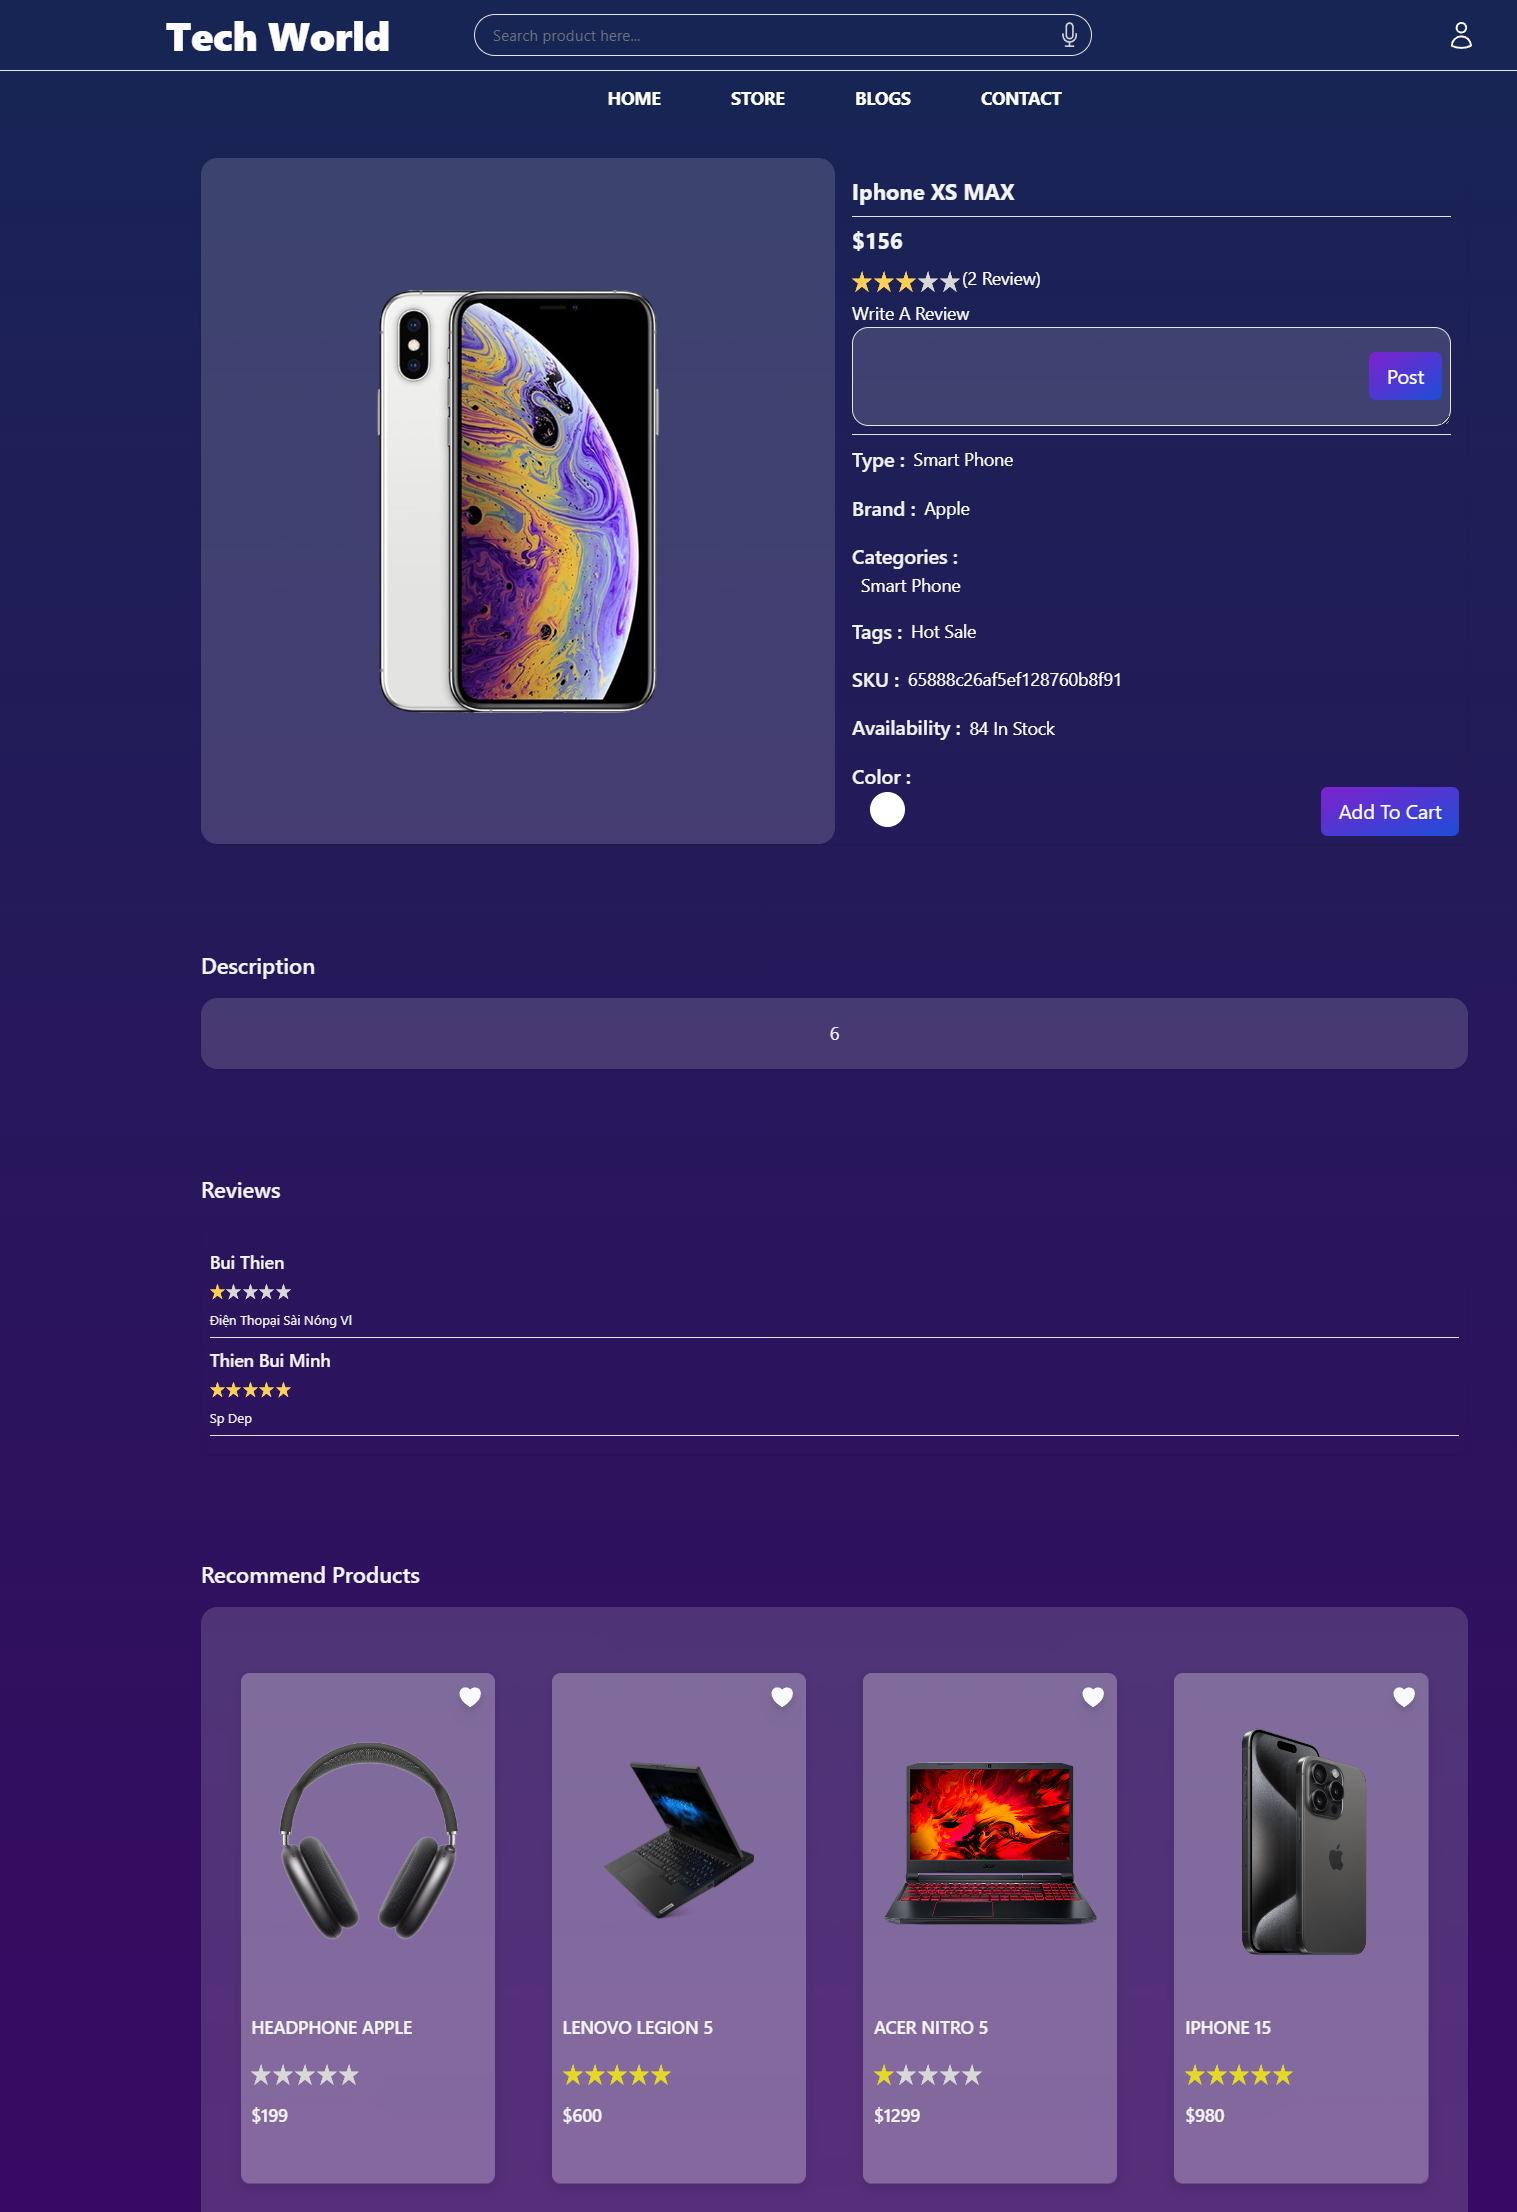 Tech World
Search product here...
HOME STORE BLOGS CONTACT
Iphone XS MAX
$156
(2 Review)
Write A Review
Post
Type : Smart Phone
Brand : Apple
Categories :
Smart Phone
Tags : Hot Sale
SKU : 65888c26af5ef128760b8f91
Availability : 84 In Stock
Color :
Add To Cart
Description
6
Reviews
Bui Thien
Điện Thopại Sài Nóng Vl
Thien Bui Minh
Sp Dep
Recommend Products
HEADPHONE APPLE
$199
LENOVO LEGION 5
$600
ACER NITRO 5
$1299
IPHONE 15
$980